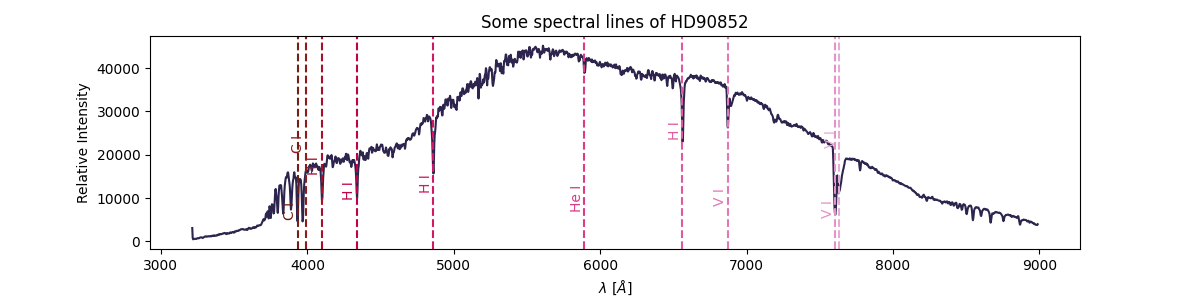 Some spectral lines of HD90852
Relative Intensity
40000
30000
20000
10000
0
C I
C I
I
H I
H I
He I
H I
V I
V I
V I
3000
4000
5000
6000
7000
8000
9000
λ [Å]